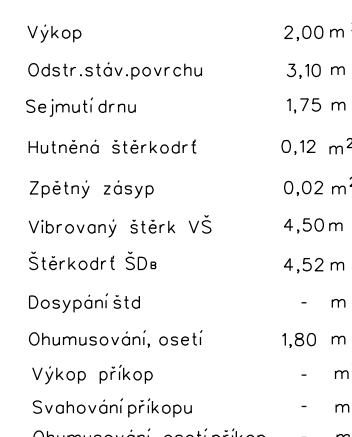 Výkop 2,00 m
Odstr.stáv.povrchu 3,10 m
Sejmutí drnu 1,75 m
Hutněná štěrkodrť 0,12 m²
Zpětný zásyp 0,02 m²
Vibrovaný štěrk VŠ 4,50 m
Štěrkodrť ŠDB 4,52 m
Dosypání štd - m
Ohumusování, osetí 1,80 m
Výkop příkop - m
Svahování příkopu - m